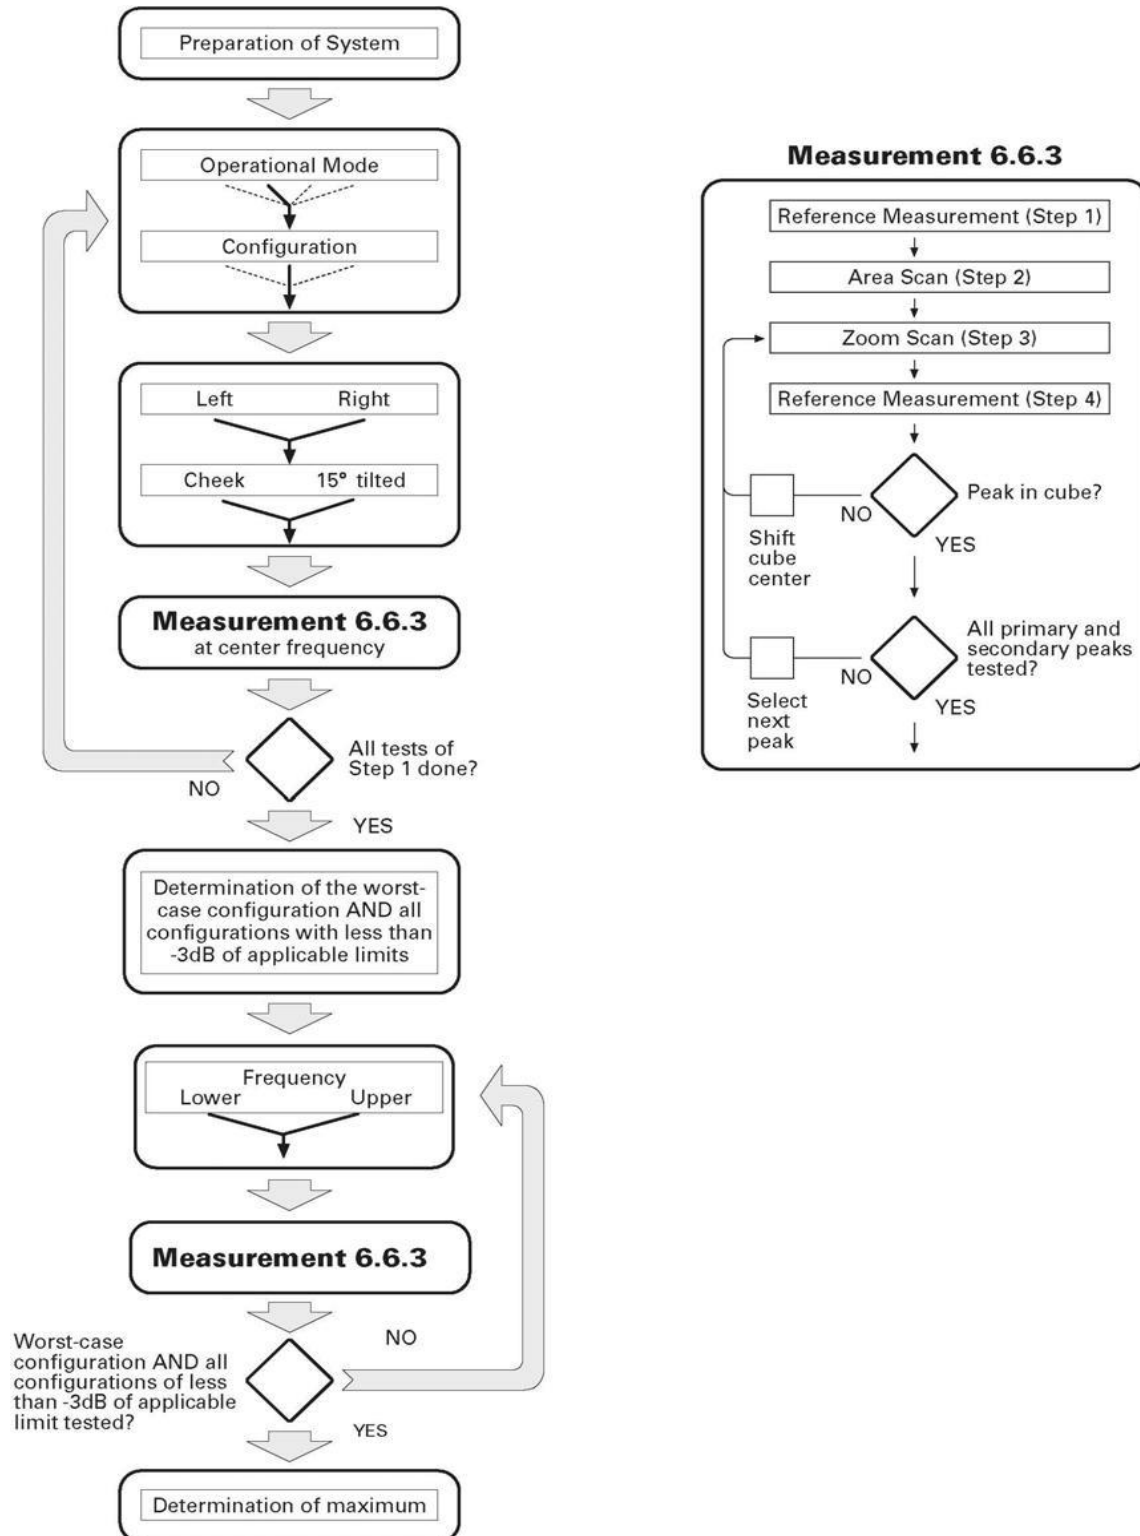 Preparation of System
Operational Mode
Configuration
Left Right
Cheek 15° tilted
Measurement 6.6.3
at center frequency
All tests of
Step 1 done?
NO
YES
Determination of the worst-
case configuration AND all
configurations with less than
-3dB of applicable limits
Frequency
Lower Upper
Measurement 6.6.3
NO
Worst-case
configuration AND all
configurations of less
than -3dB of applicable
limit tested?
YES
Determination of maximum
Measurement 6.6.3
Reference Measurement (Step 1)
Area Scan (Step 2)
Zoom Scan (Step 3)
Reference Measurement (Step 4)
Peak in cube?
NO
Shift
cube
center
YES
All primary and
secondary peaks
tested?
NO
Select
next
peak
YES